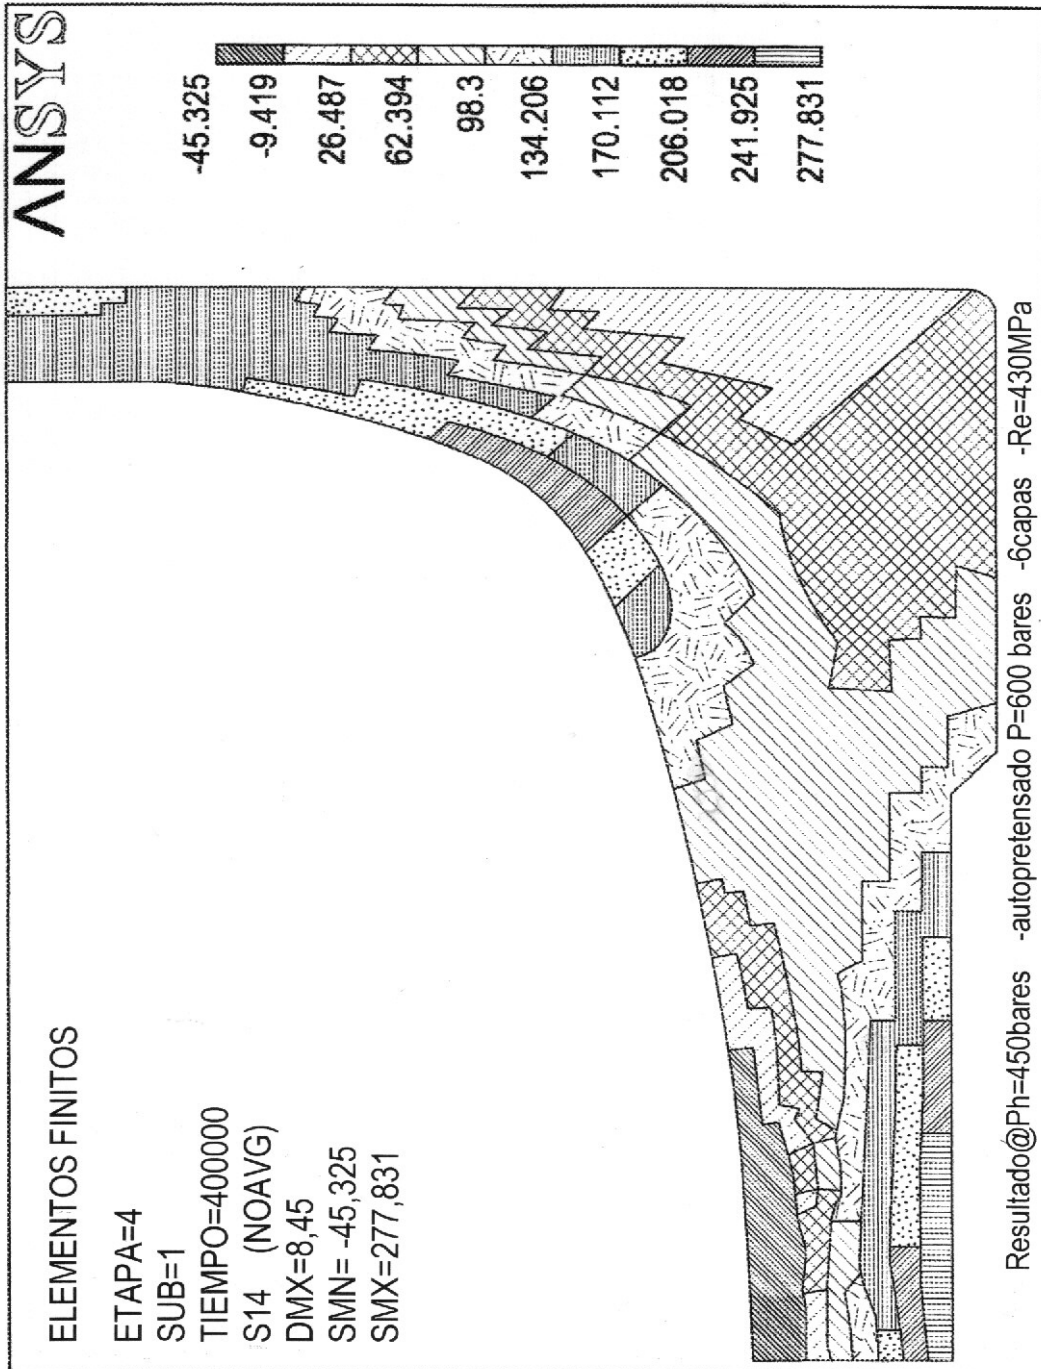 ANSYS
ELEMENTOS FINITOS
ETAPA=4
SUB=1
TIEMPO=400000
S14 (NOAVG)
DMX=8,45
SMN= -45,325
SMX=277,831
-45.325
-9.419
26.487
62.394
98.3
134.206
170.112
206.018
241.925
277.831
Resultado@Ph=450bares -autopretensado P=600 bares -6capas -Re=430MPa